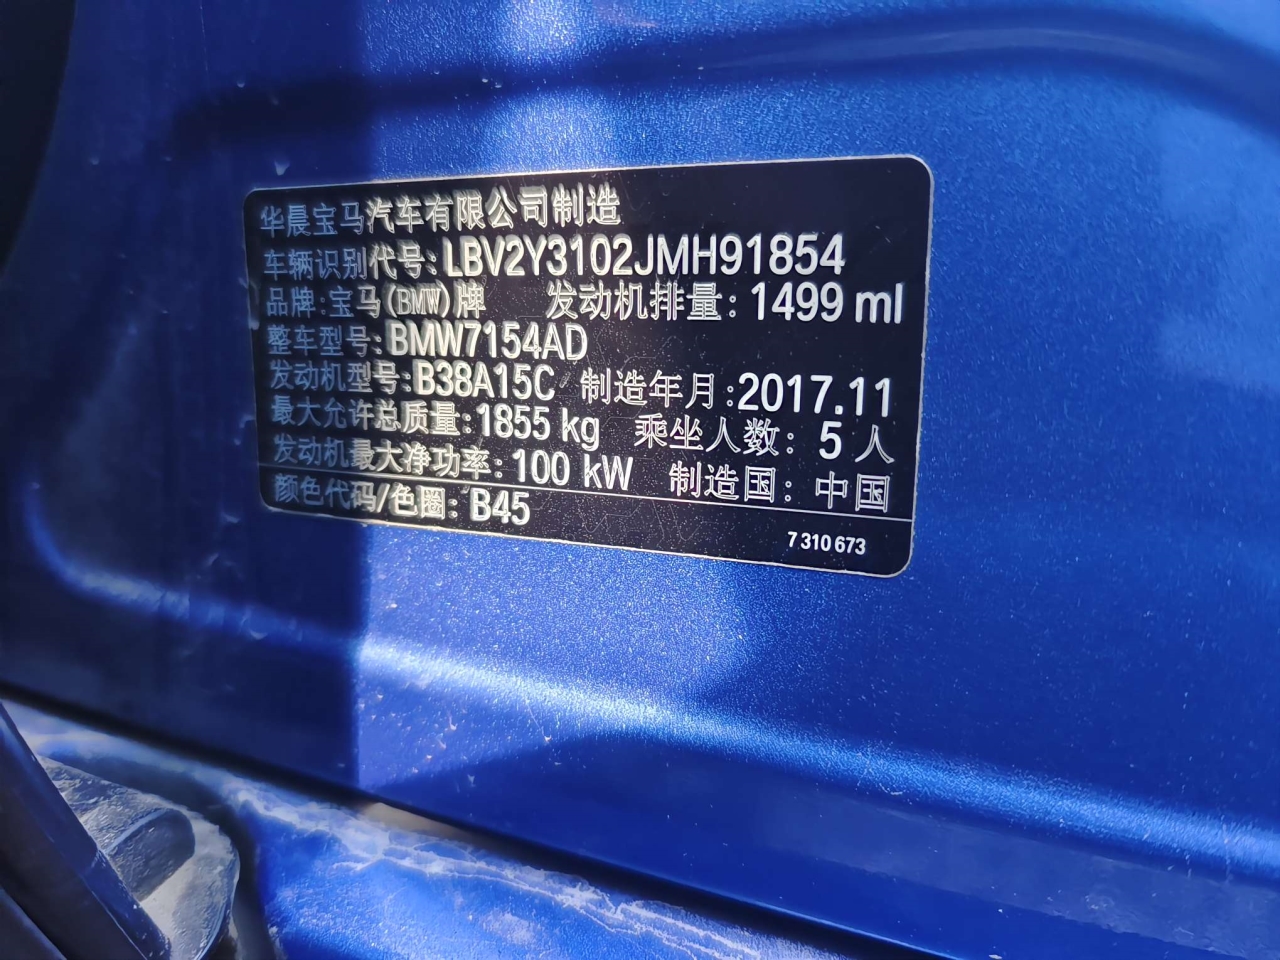 华晨宝马汽车有限公司制造
车辆识别代号:LBV2Y3102JMH91854
品牌:宝马(BMW)牌 发动机排量:1499 ml
整车型号:BMW7154AD
发动机型号:B38A15C 制造年月:2017.11
最大允许总质量:1855 kg 乘坐人数: 5 人
发动机最大净功率:100 kW 制造国: 中国
颜色代码/色圈: B45
7 310 673